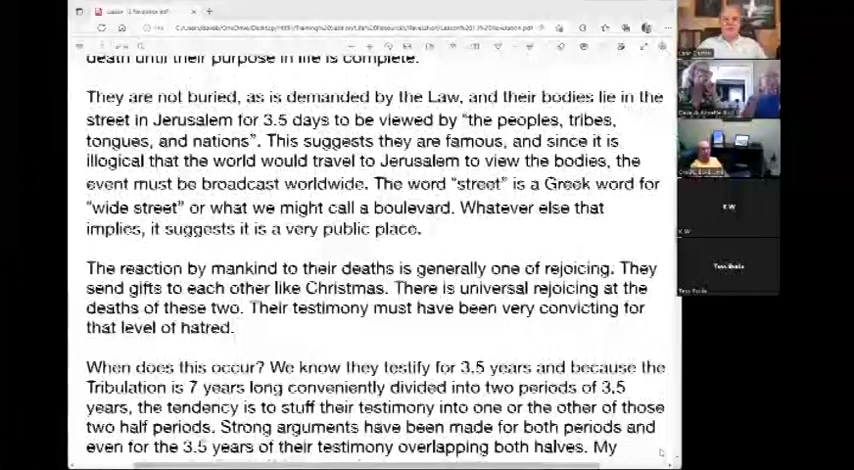 death until their purpose in life is complete.
They are not buried, as is demanded by the Law, and their bodies lie in the
street in Jerusalem for 3.5 days to be viewed by “the peoples, tribes,
tongues, and nations”. This suggests they are famous, and since it is
illogical that the world would travel to Jerusalem to view the bodies, the
event must be broadcast worldwide. The word “street” is a Greek word for
“wide street” or what we might call a boulevard. Whatever else that
implies, it suggests it is a very public place.
The reaction by mankind to their deaths is generally one of rejoicing. They
send gifts to each other like Christmas. There is universal rejoicing at the
deaths of these two. Their testimony must have been very convicting for
that level of hatred.
When does this occur? We know they testify for 3.5 years and because the
Tribulation is 7 years long conveniently divided into two periods of 3.5
years, the tendency is to stuff their testimony into one or the other of those
two half periods. Strong arguments have been made for both periods and
even for the 3.5 years of their testimony overlapping both halves. My
K W
K W